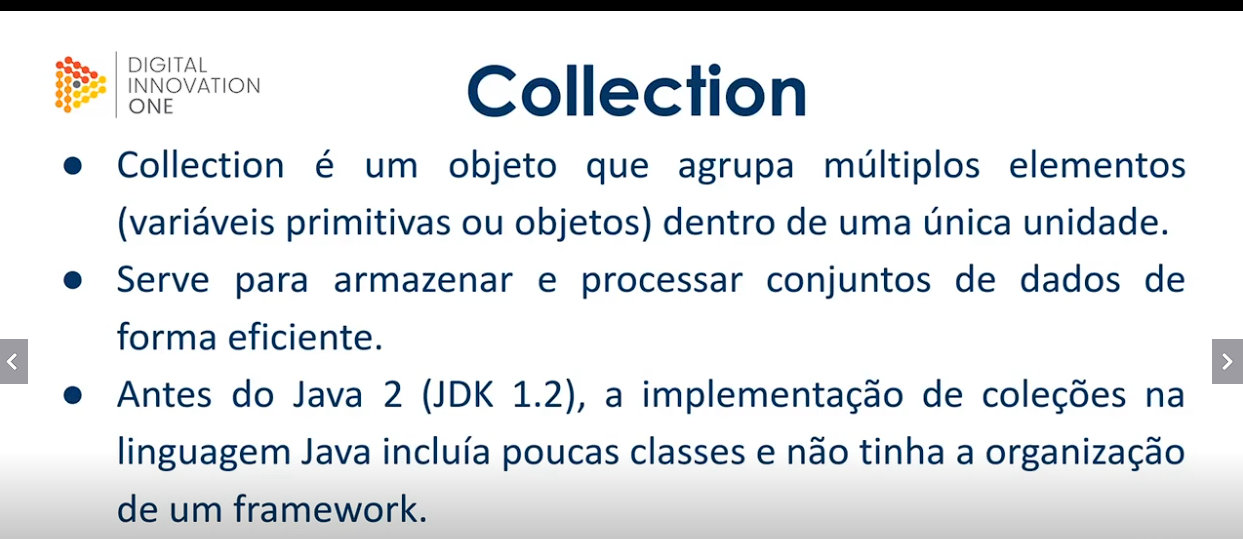 DIGITAL
INNOVATION
ONE
Collection
● Collection é um objeto que agrupa múltiplos elementos
(variáveis primitivas ou objetos) dentro de uma única unidade.
● Serve para armazenar e processar conjuntos de dados de
forma eficiente.
● Antes do Java 2 (JDK 1.2), a implementação de coleções na
linguagem Java incluía poucas classes e não tinha a organização
de um framework.